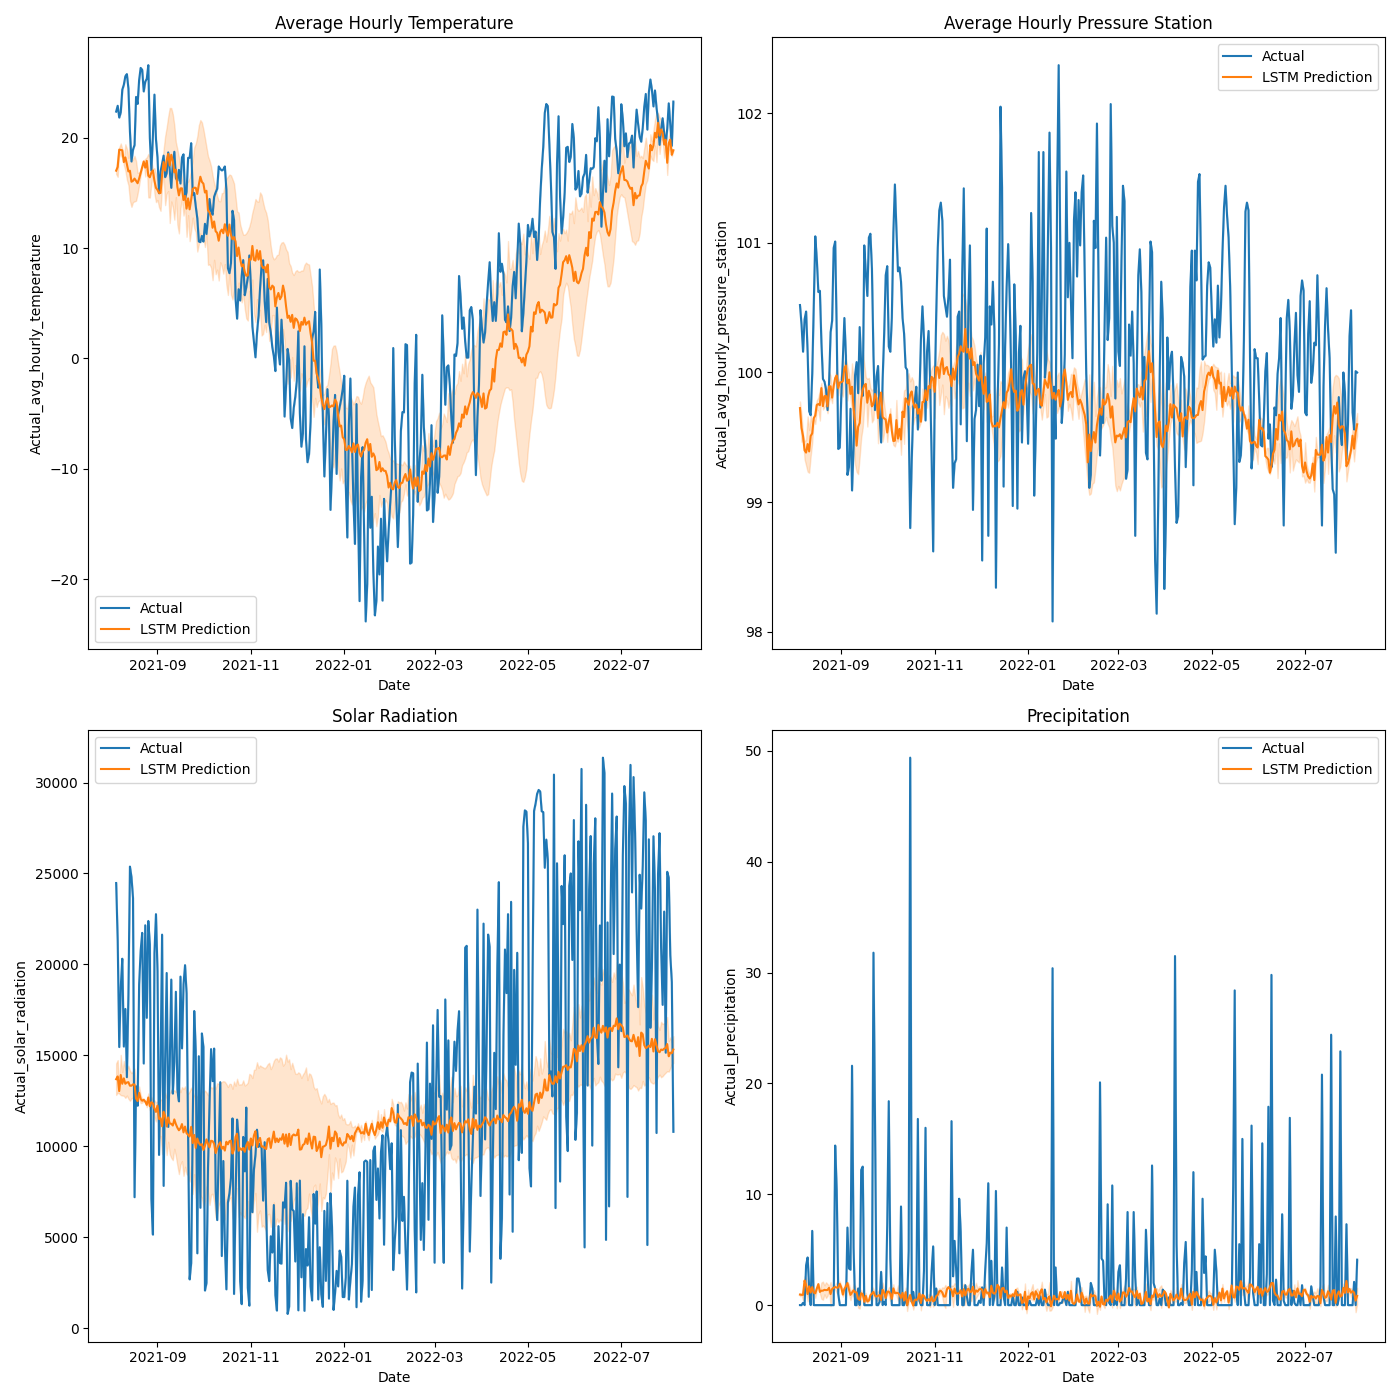 Average Hourly Temperature
Actual_avg_hourly_temperature
20
10
0
−10
−20
Actual
LSTM Prediction
2021-09 2021-11 2022-01 2022-03 2022-05 2022-07
Date
Average Hourly Pressure Station
Actual_avg_hourly_pressure_station
102
101
100
99
98
Actual
LSTM Prediction
2021-09 2021-11 2022-01 2022-03 2022-05 2022-07
Date
Solar Radiation
Actual_solar_radiation
30000
25000
20000
15000
10000
5000
0
Actual
LSTM Prediction
2021-09 2021-11 2022-01 2022-03 2022-05 2022-07
Date
Precipitation
Actual_precipitation
50
40
30
20
10
0
Actual
LSTM Prediction
2021-09 2021-11 2022-01 2022-03 2022-05 2022-07
Date